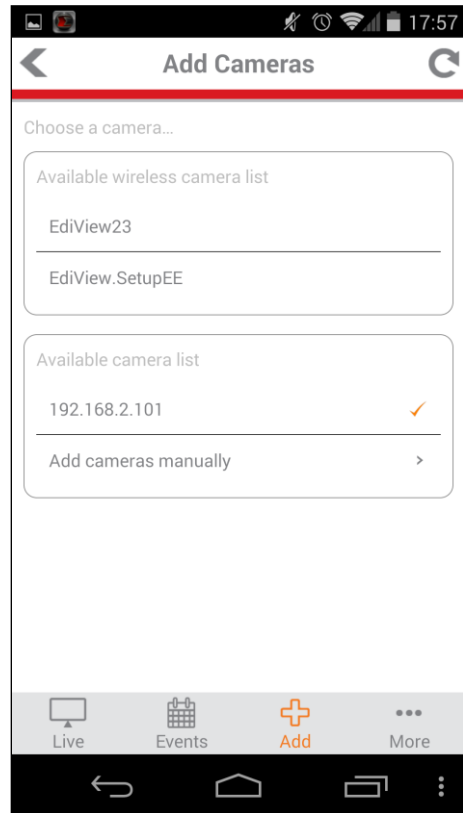 17:57
Add Cameras
Choose a camera...
Available wireless camera list
EdiView23
EdiView.SetupEE
Available camera list
192.168.2.101
Add cameras manually
Live Events Add More